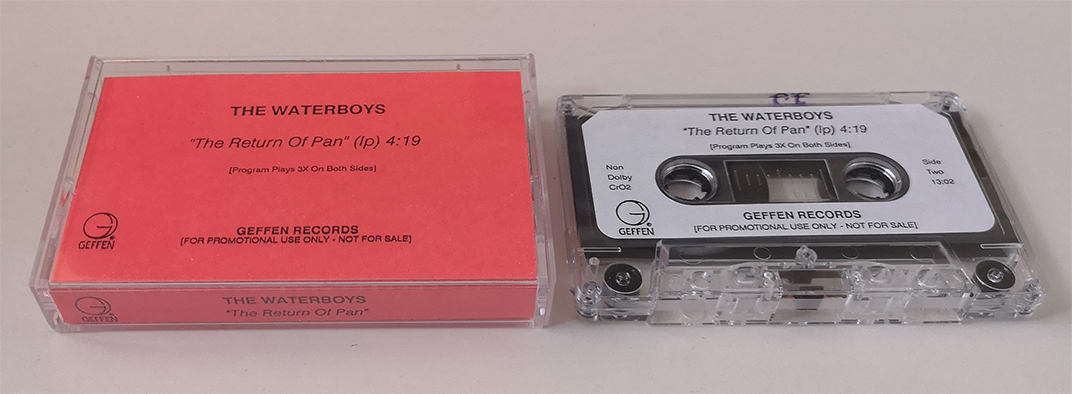 THE WATERBOYS
"The Return Of Pan" (lp) 4:19
[Program Plays 3X On Both Sides]
GEFFEN
GEFFEN RECORDS
[FOR PROMOTIONAL USE ONLY • NOT FOR SALE]
GEFFEN
THE WATERBOYS
"The Return Of Pan"
THE WATERBOYS
"The Return Of Pan" (lp) 4:19
[Program Plays 3X On Both Sides]
Non
Dolby
CrO2
Side
Two
13:02
GEFFEN
GEFFEN RECORDS
[FOR PROMOTIONAL USE ONLY • NOT FOR SALE]